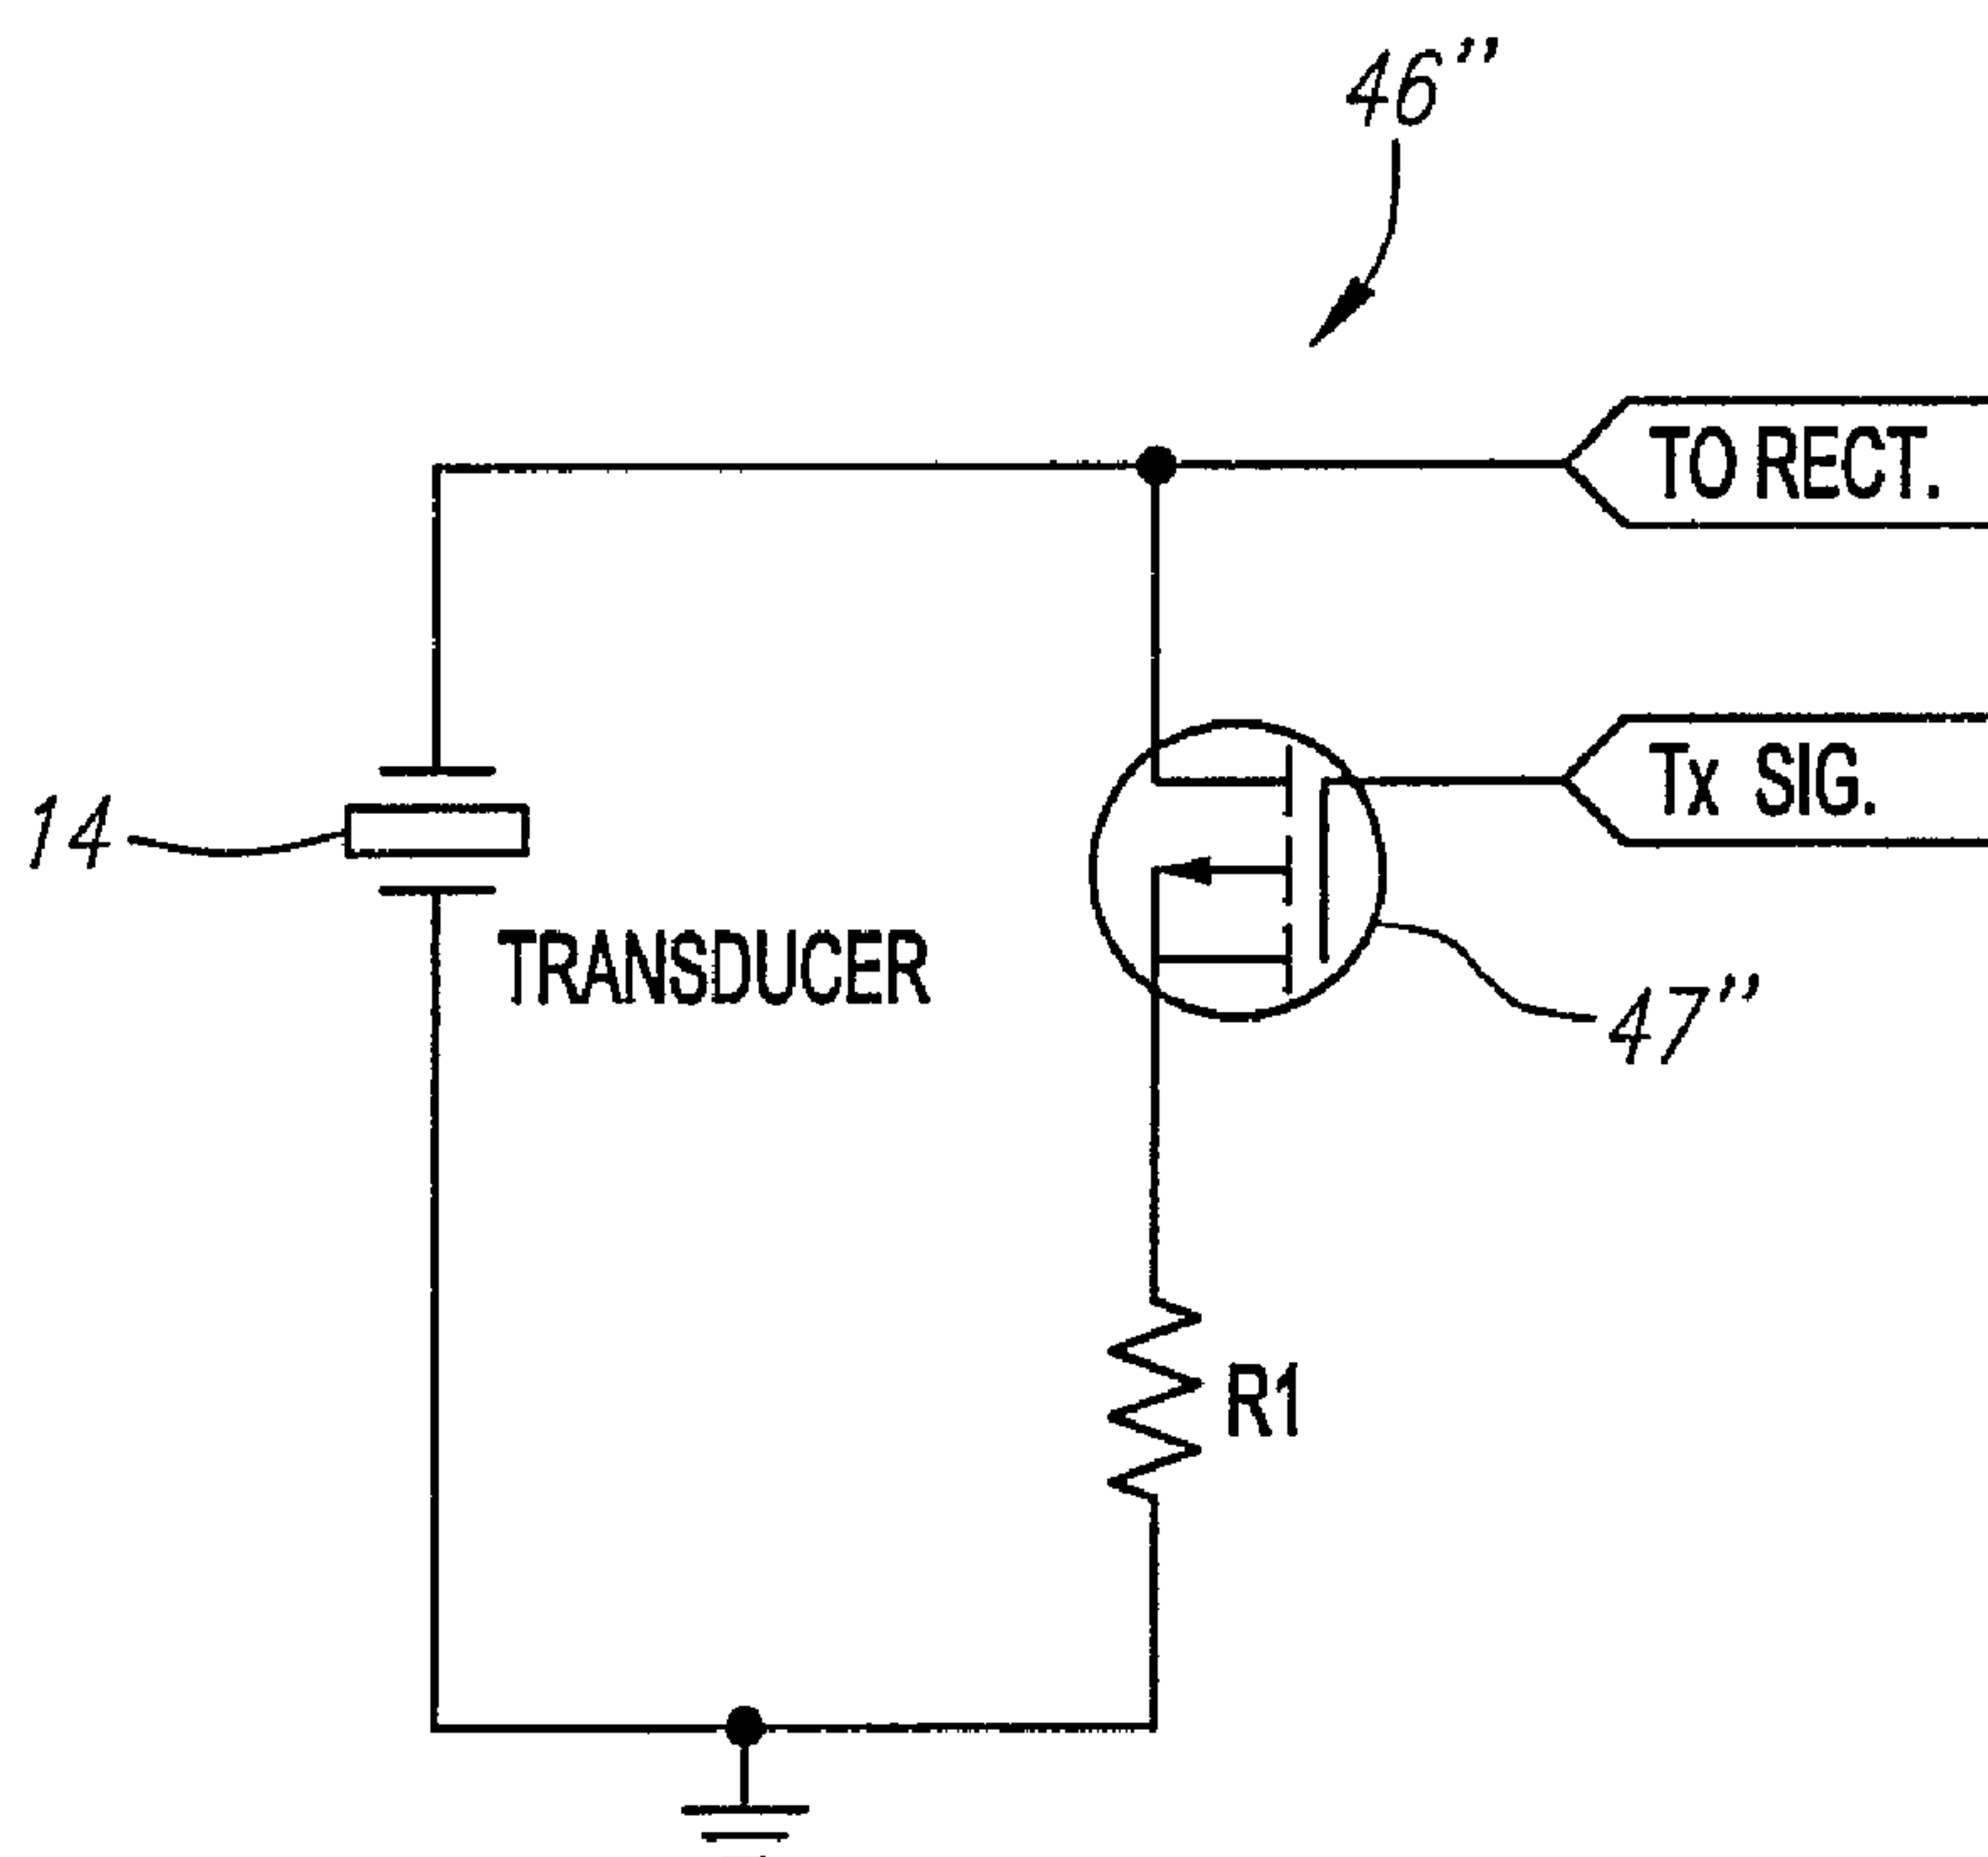 46"
TO RECT.
Tx SIG.
14
TRANSDUCER
47"
R1